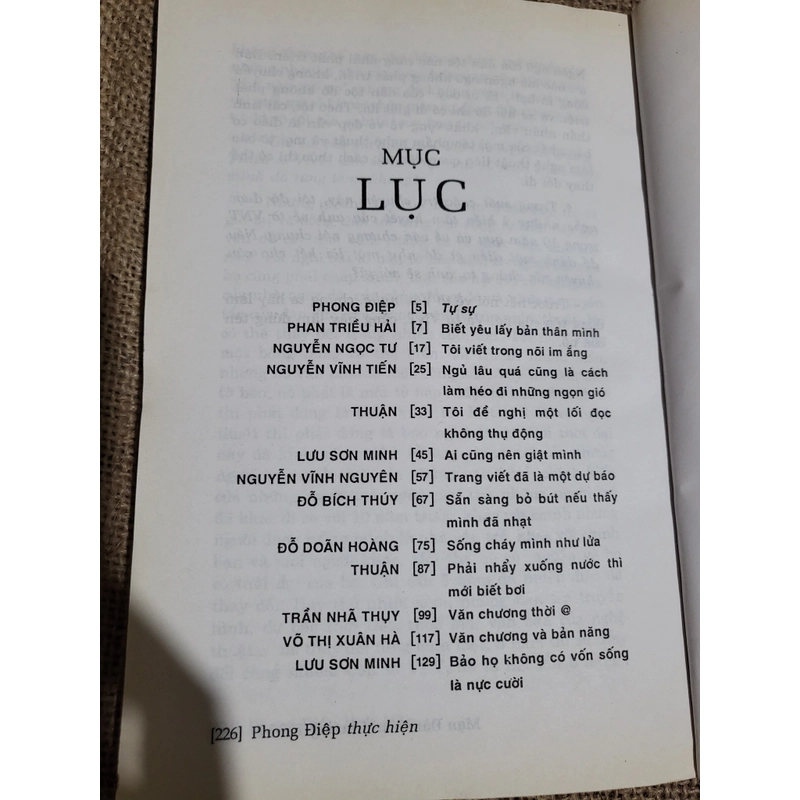 MỤC
LỤC
PHONG ĐIỆP [5] Tự sự
PHAN TRIỀU HẢI [7] Biết yêu lấy bản thân mình
NGUYỄN NGỌC TƯ [17] Tôi viết trong nỗi im ắng
NGUYỄN VĨNH TIẾN [25] Ngủ lâu quá cũng là cách
làm héo đi những ngọn gió
THUẬN [33] Tôi đề nghị một lối đọc
không thụ động
LƯU SƠN MINH [45] Ai cũng nên giật mình
NGUYỄN VĨNH NGUYÊN [57] Trang viết đã là một dự báo
ĐỖ BÍCH THÚY [67] Sẵn sàng bỏ bút nếu thấy
mình đã nhạt
ĐỖ DOÃN HOÀNG [75] Sống cháy mình như lửa
THUẬN [87] Phải nhẩy xuống nước thì
mới biết bơi
TRẦN NHÃ THỤY [99] Văn chương thời @
VÕ THỊ XUÂN HÀ [117] Văn chương và bản năng
LƯU SƠN MINH [129] Bảo họ không có vốn sống
là nực cười
[226] Phong Điệp thực hiện